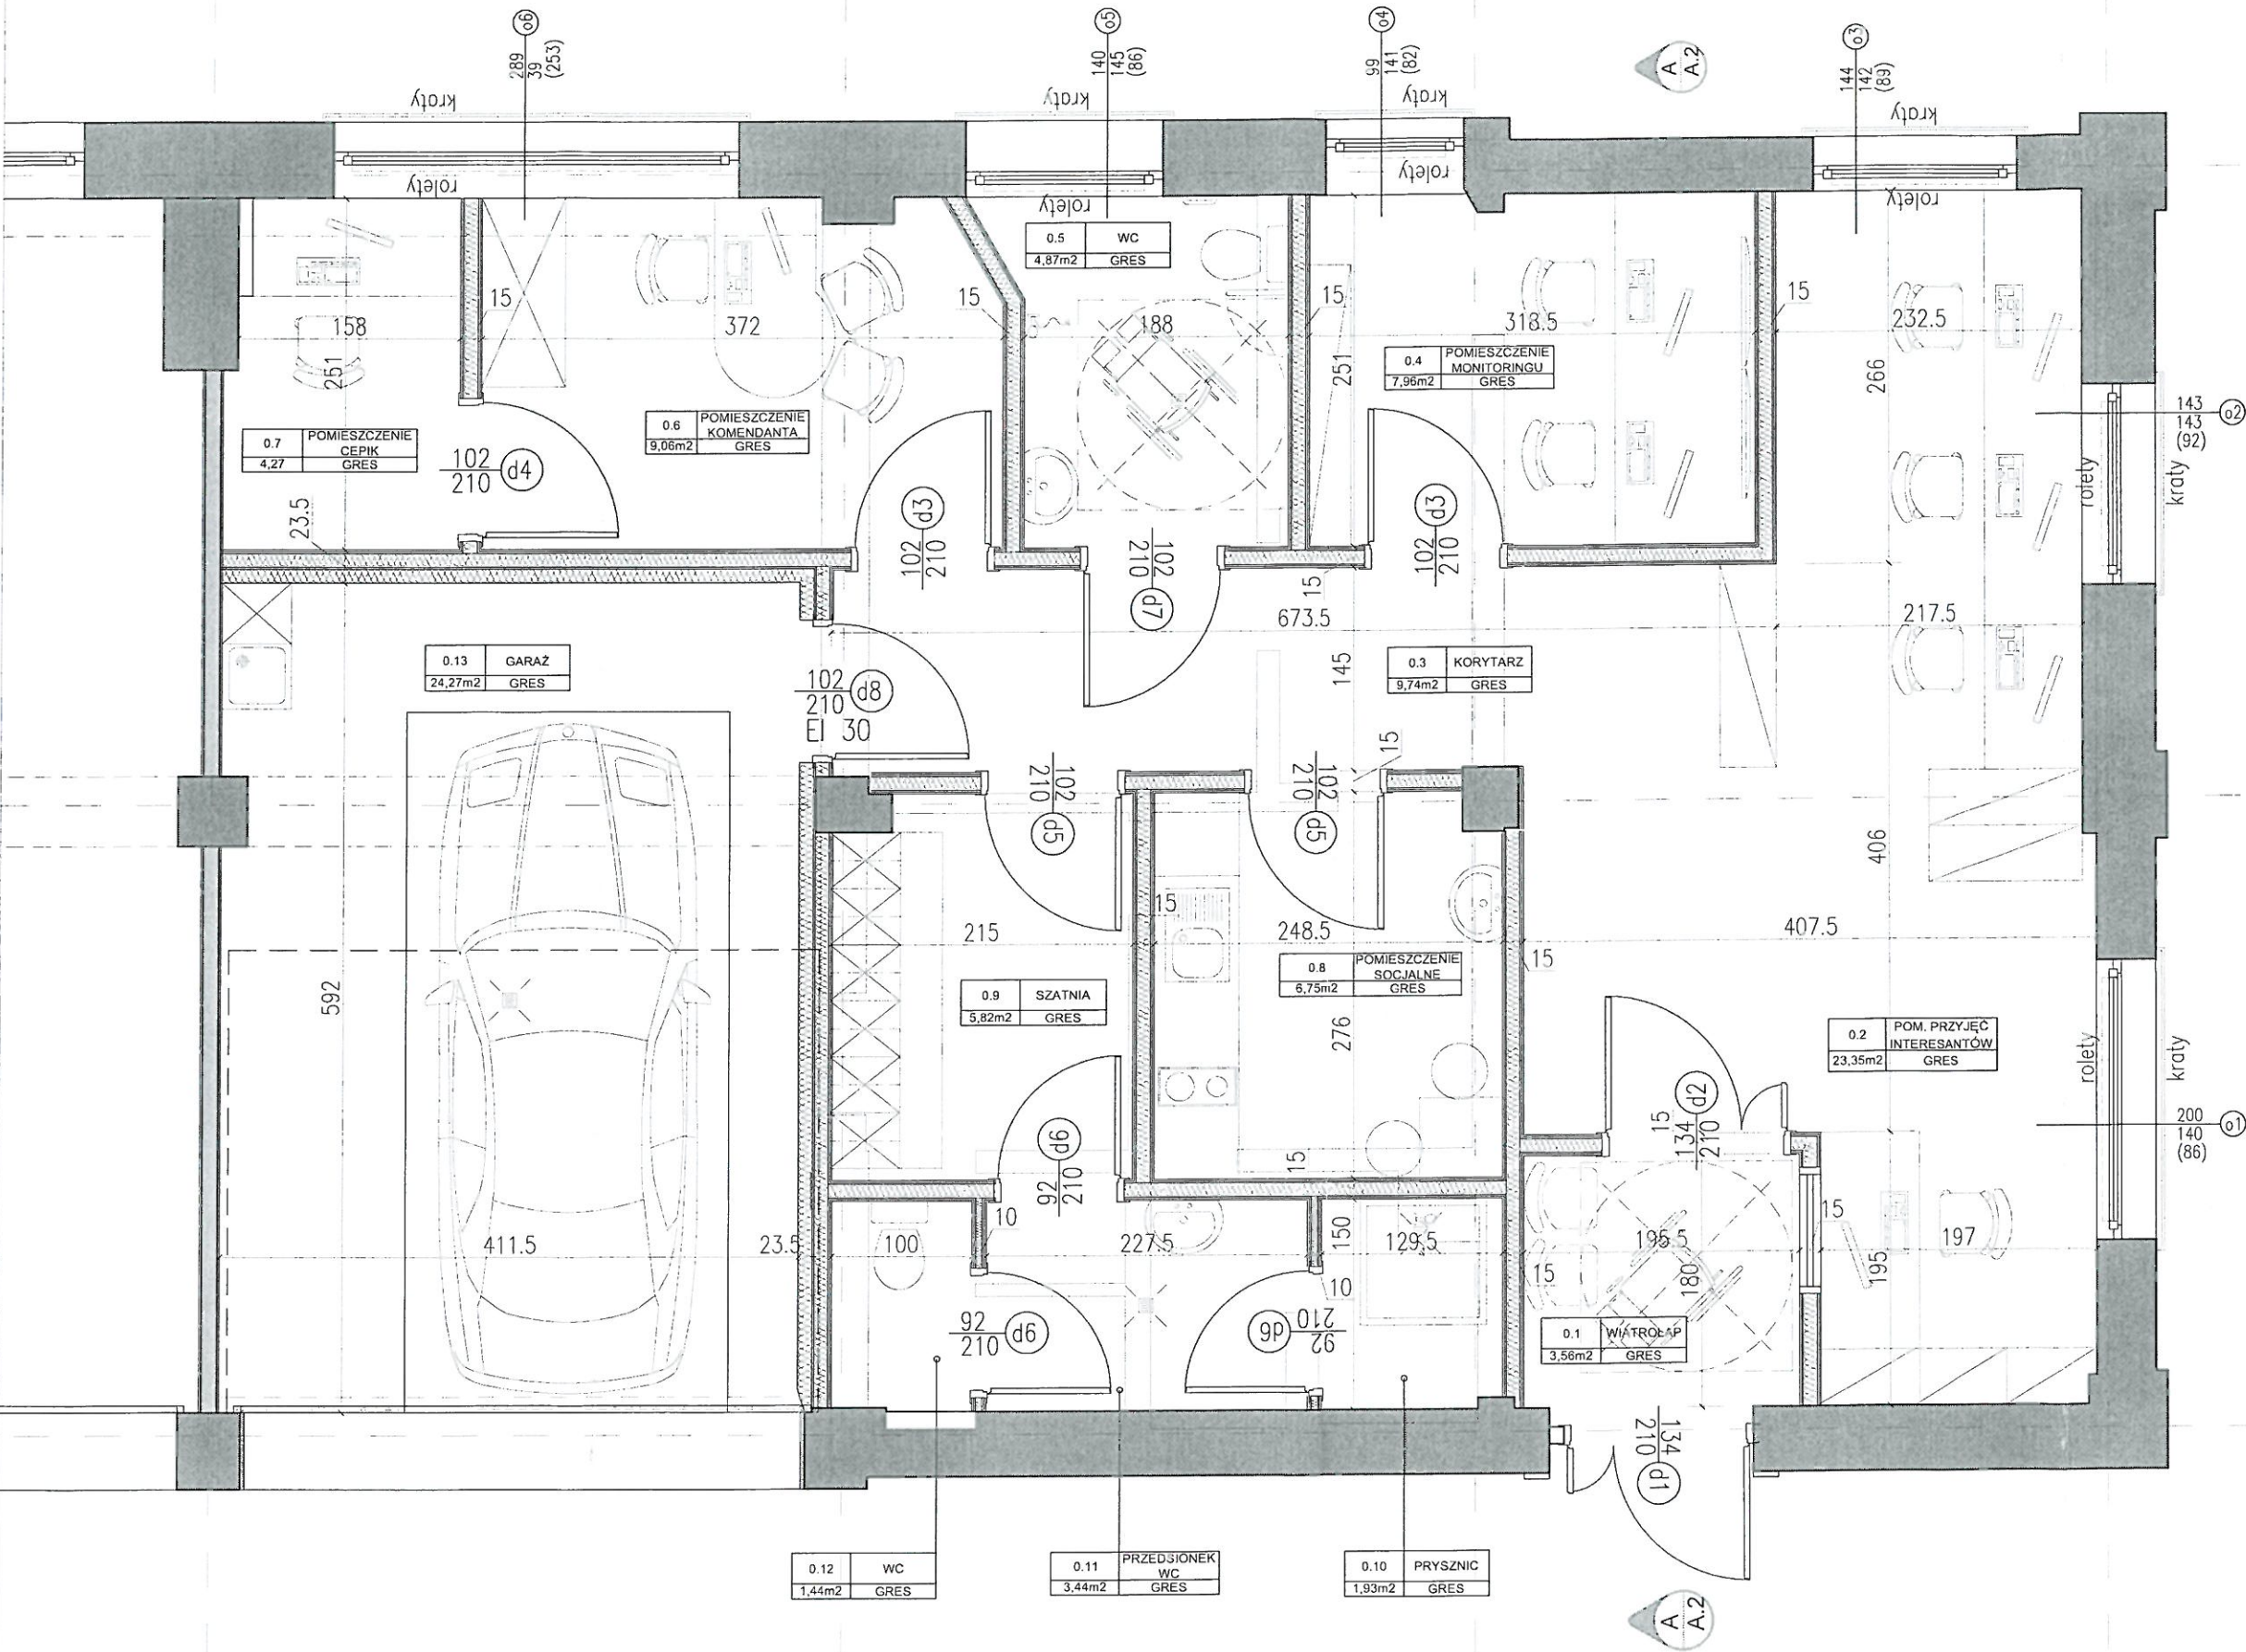 o6
289
39
(253)
o5
140
145
(86)
o4
99
141
(82)
A
A.2
o3
144
142
(89)
kraty
kraty
kraty
kraty
rolety
rolety
rolety
rolety
0.5 WC
4,87m2 GRES
15
15
15
15
158
372
188
318.5
232.5
251
251
266
0.4 POMIESZCZENIE
MONITORINGU
7,96m2 GRES
143
143
(92)
o2
rolety
kraty
0.7 POMIESZCZENIE
CEPIK
4,27 GRES
0.6 POMIESZCZENIE
KOMENDANTA
9,06m2 GRES
102
210
d4
23.5
102
210
d3
102
210
d7
102
210
d3
15
673.5
217.5
0.13 GARAŻ
24,27m2 GRES
145
0.3 KORYTARZ
9,74m2 GRES
102
210
d8
EI 30
15
102
210
d5
102
210
d5
406
15
215
248.5
407.5
15
592
0.9 SZATNIA
5,82m2 GRES
0.8 POMIESZCZENIE
SOCJALNE
6,75m2 GRES
276
0.2 POM. PRZYJĘĆ
INTERESANTÓW
23,35m2 GRES
rolety
kraty
15
134
210
d2
200
140
(86)
o1
92
210
d6
15
10
15
411.5
23.5
100
227.5
150
129,5
195.5
197
10
15
180
195
92
210
d6
92
210
d6
0.1 WIATROŁAP
3,56m2 GRES
134
210
d1
0.12 WC
1,44m2 GRES
0.11 PRZEDSIONEK
WC
3,44m2 GRES
0.10 PRYSZNIC
1,93m2 GRES
A
A.2